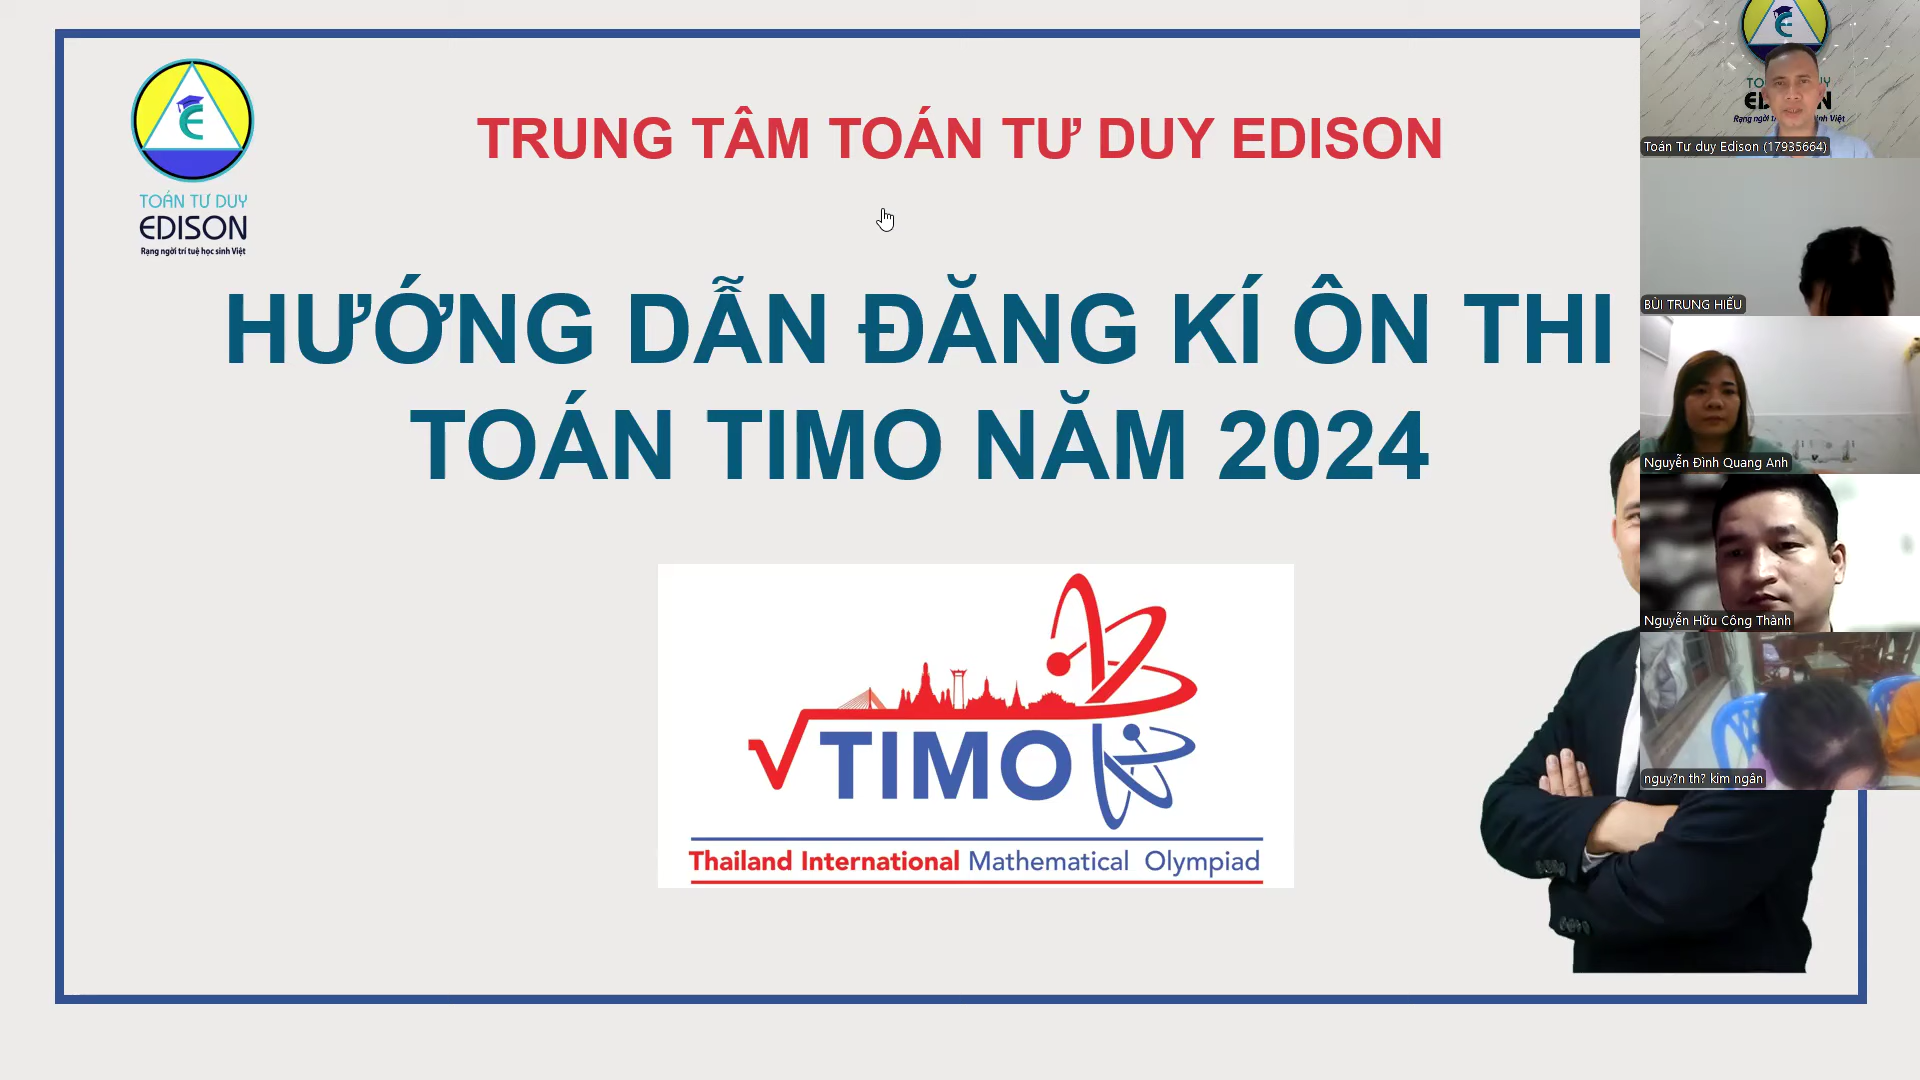 TOÁN TƯ DUY
EDISON
Rạng ngời trí tuệ học sinh Việt
TRUNG TÂM TOÁN TƯ DUY EDISON
HƯỚNG DẪN ĐĂNG KÍ ÔN THI
TOÁN TIMO NĂM 2024
TIMO
Thailand International Mathematical Olympiad
Toán Tư duy Edison (17935664)
BÙI TRUNG HIẾU
Nguyễn Đình Quang Anh
Nguyễn Hữu Công Thành
nguy?n th? kim ngân